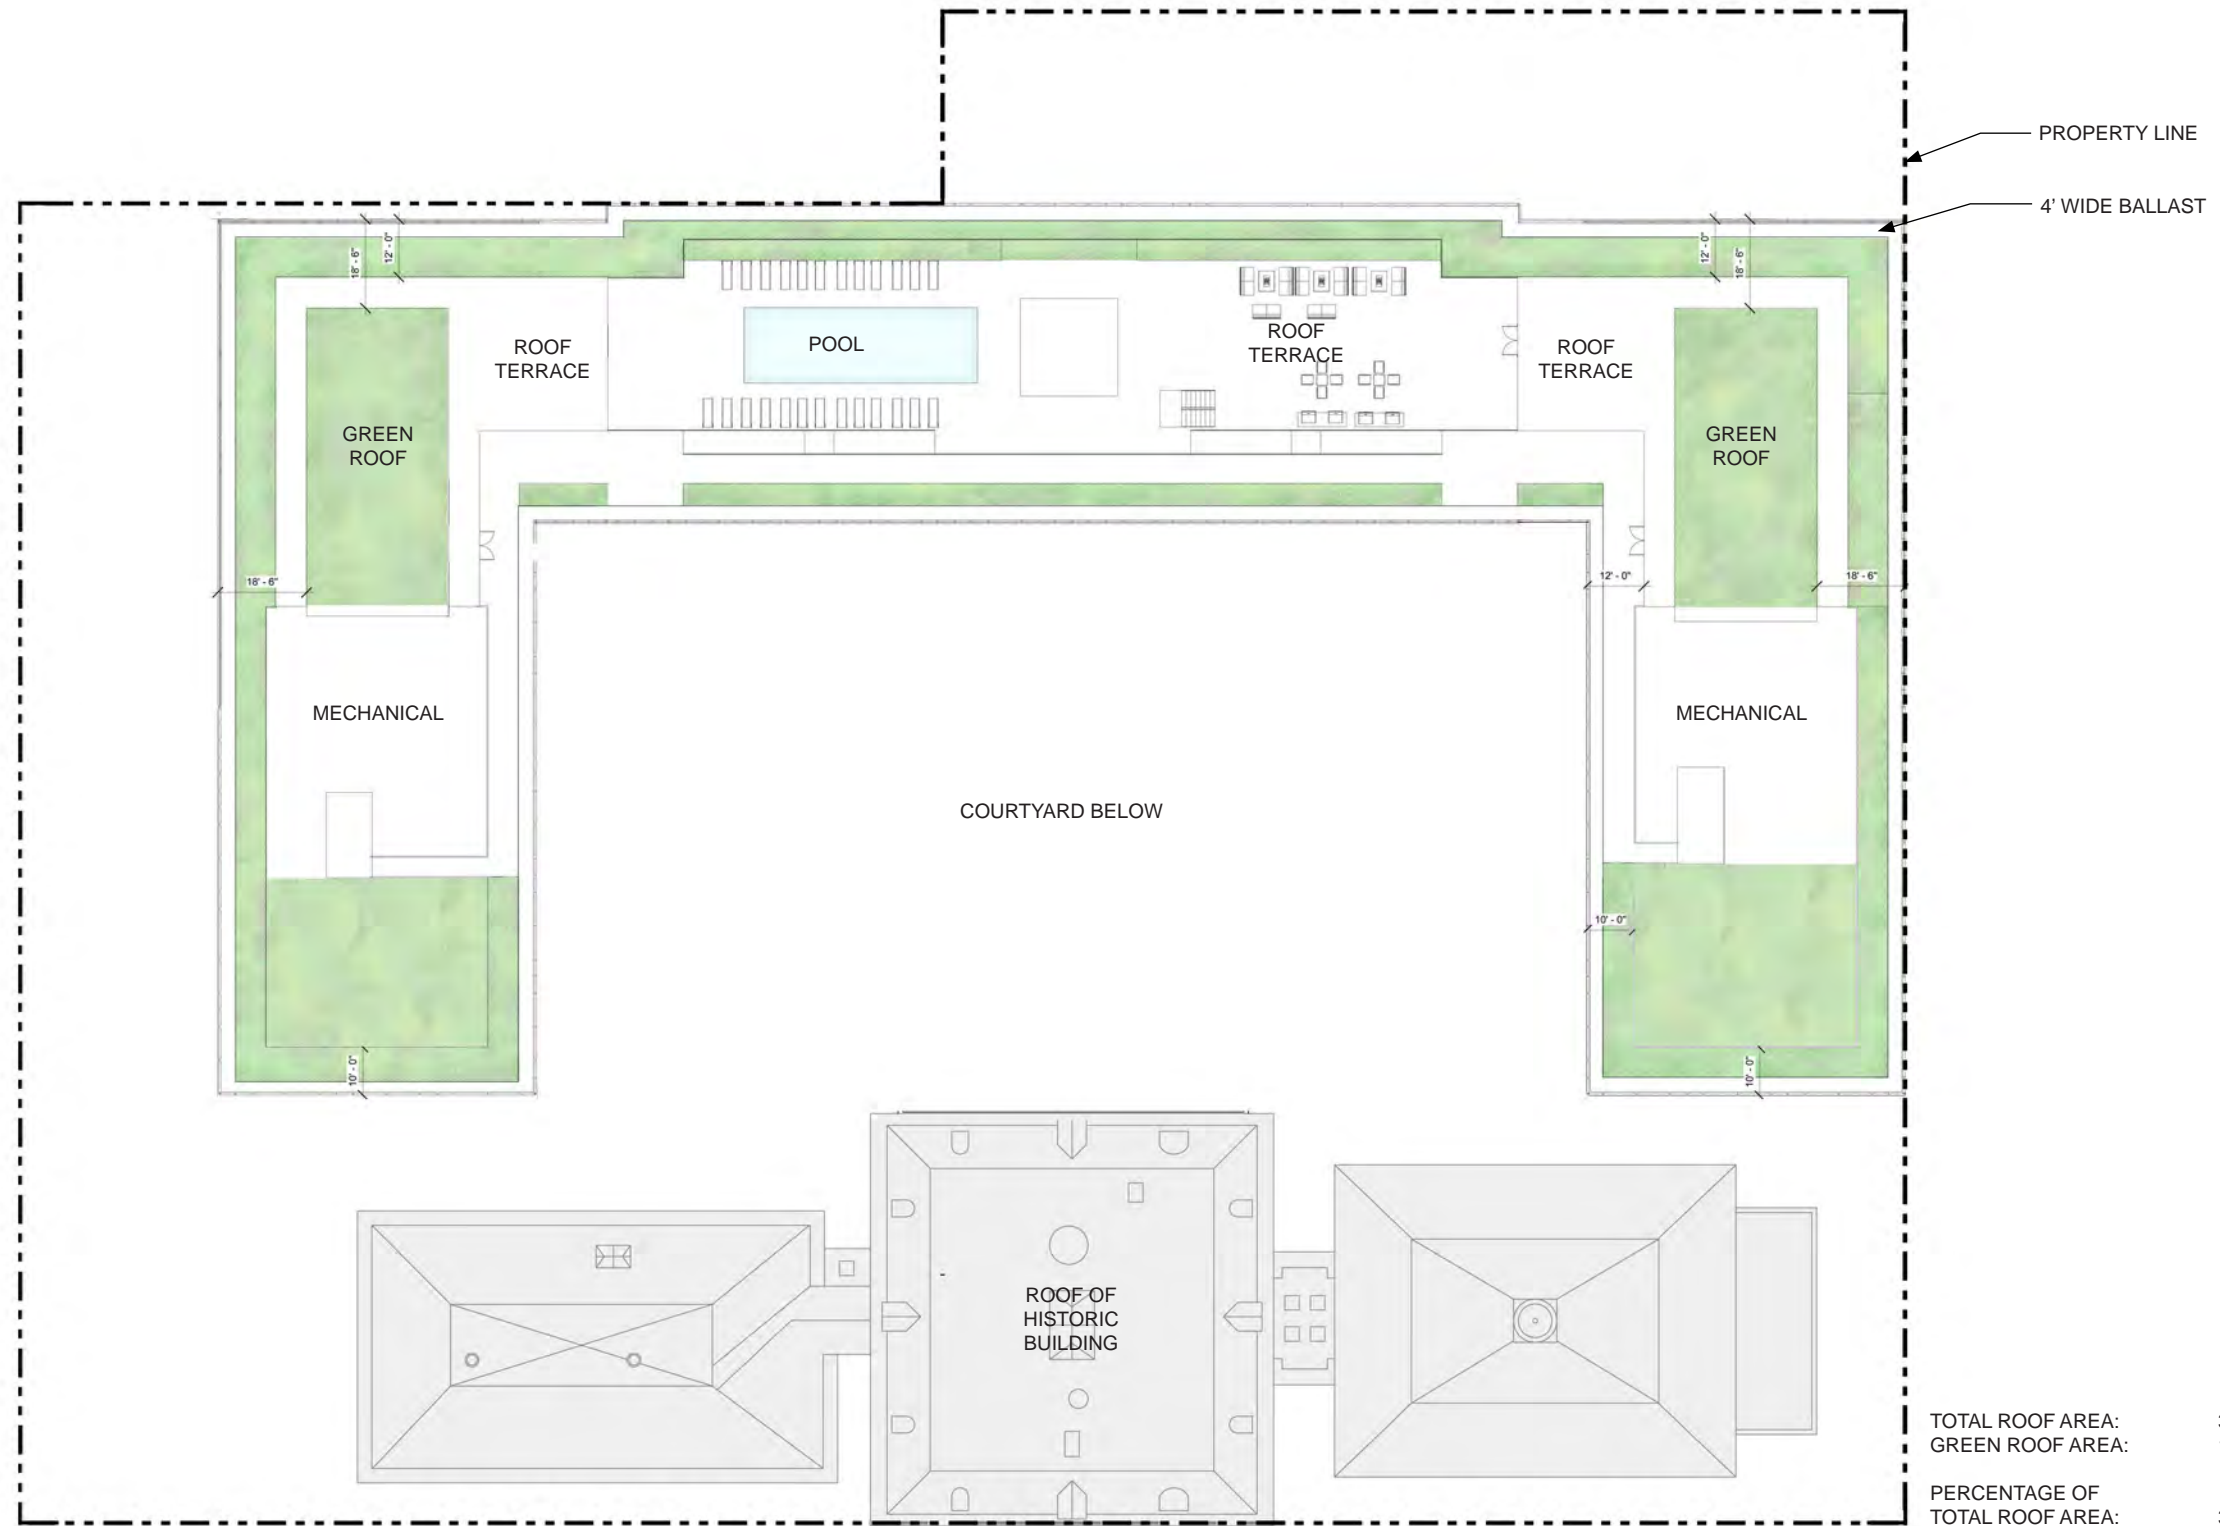 PROPERTY LINE
4' WIDE BALLAST
18' - 6"
12' - 0"
12' - 0"
18' - 6"
ROOF
TERRACE
POOL
ROOF
TERRACE
ROOF
TERRACE
GREEN
ROOF
GREEN
ROOF
18' - 6"
12' - 0"
18' - 6"
MECHANICAL
MECHANICAL
COURTYARD BELOW
10' - 0"
10' - 0"
10' - 0"
ROOF OF
HISTORIC
BUILDING
TOTAL ROOF AREA:
GREEN ROOF AREA:
PERCENTAGE OF
TOTAL ROOF AREA: